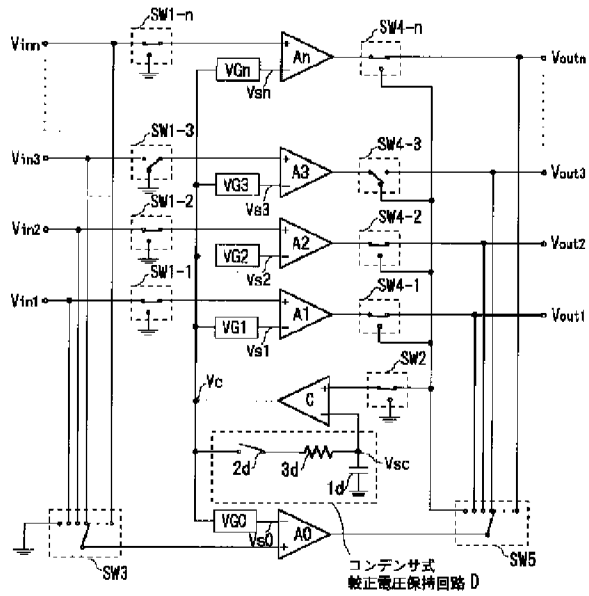 SW1-n
SW4-n
Vinn
An
Voutn
VGn
Vsn
SW1-3
SW4-3
Vin3
A3
Vout3
VG3
Vs3
SW1-2
SW4-2
Vin2
A2
Vout2
VG2
Vs2
SW1-1
SW4-1
Vin1
A1
Vout1
VG1
Vs1
SW2
Vc
C
2d
3d
Vsc
1d
VG0
Vs0
A0
SW3
SW5
コンデンサ式
較正電圧保持回路 D